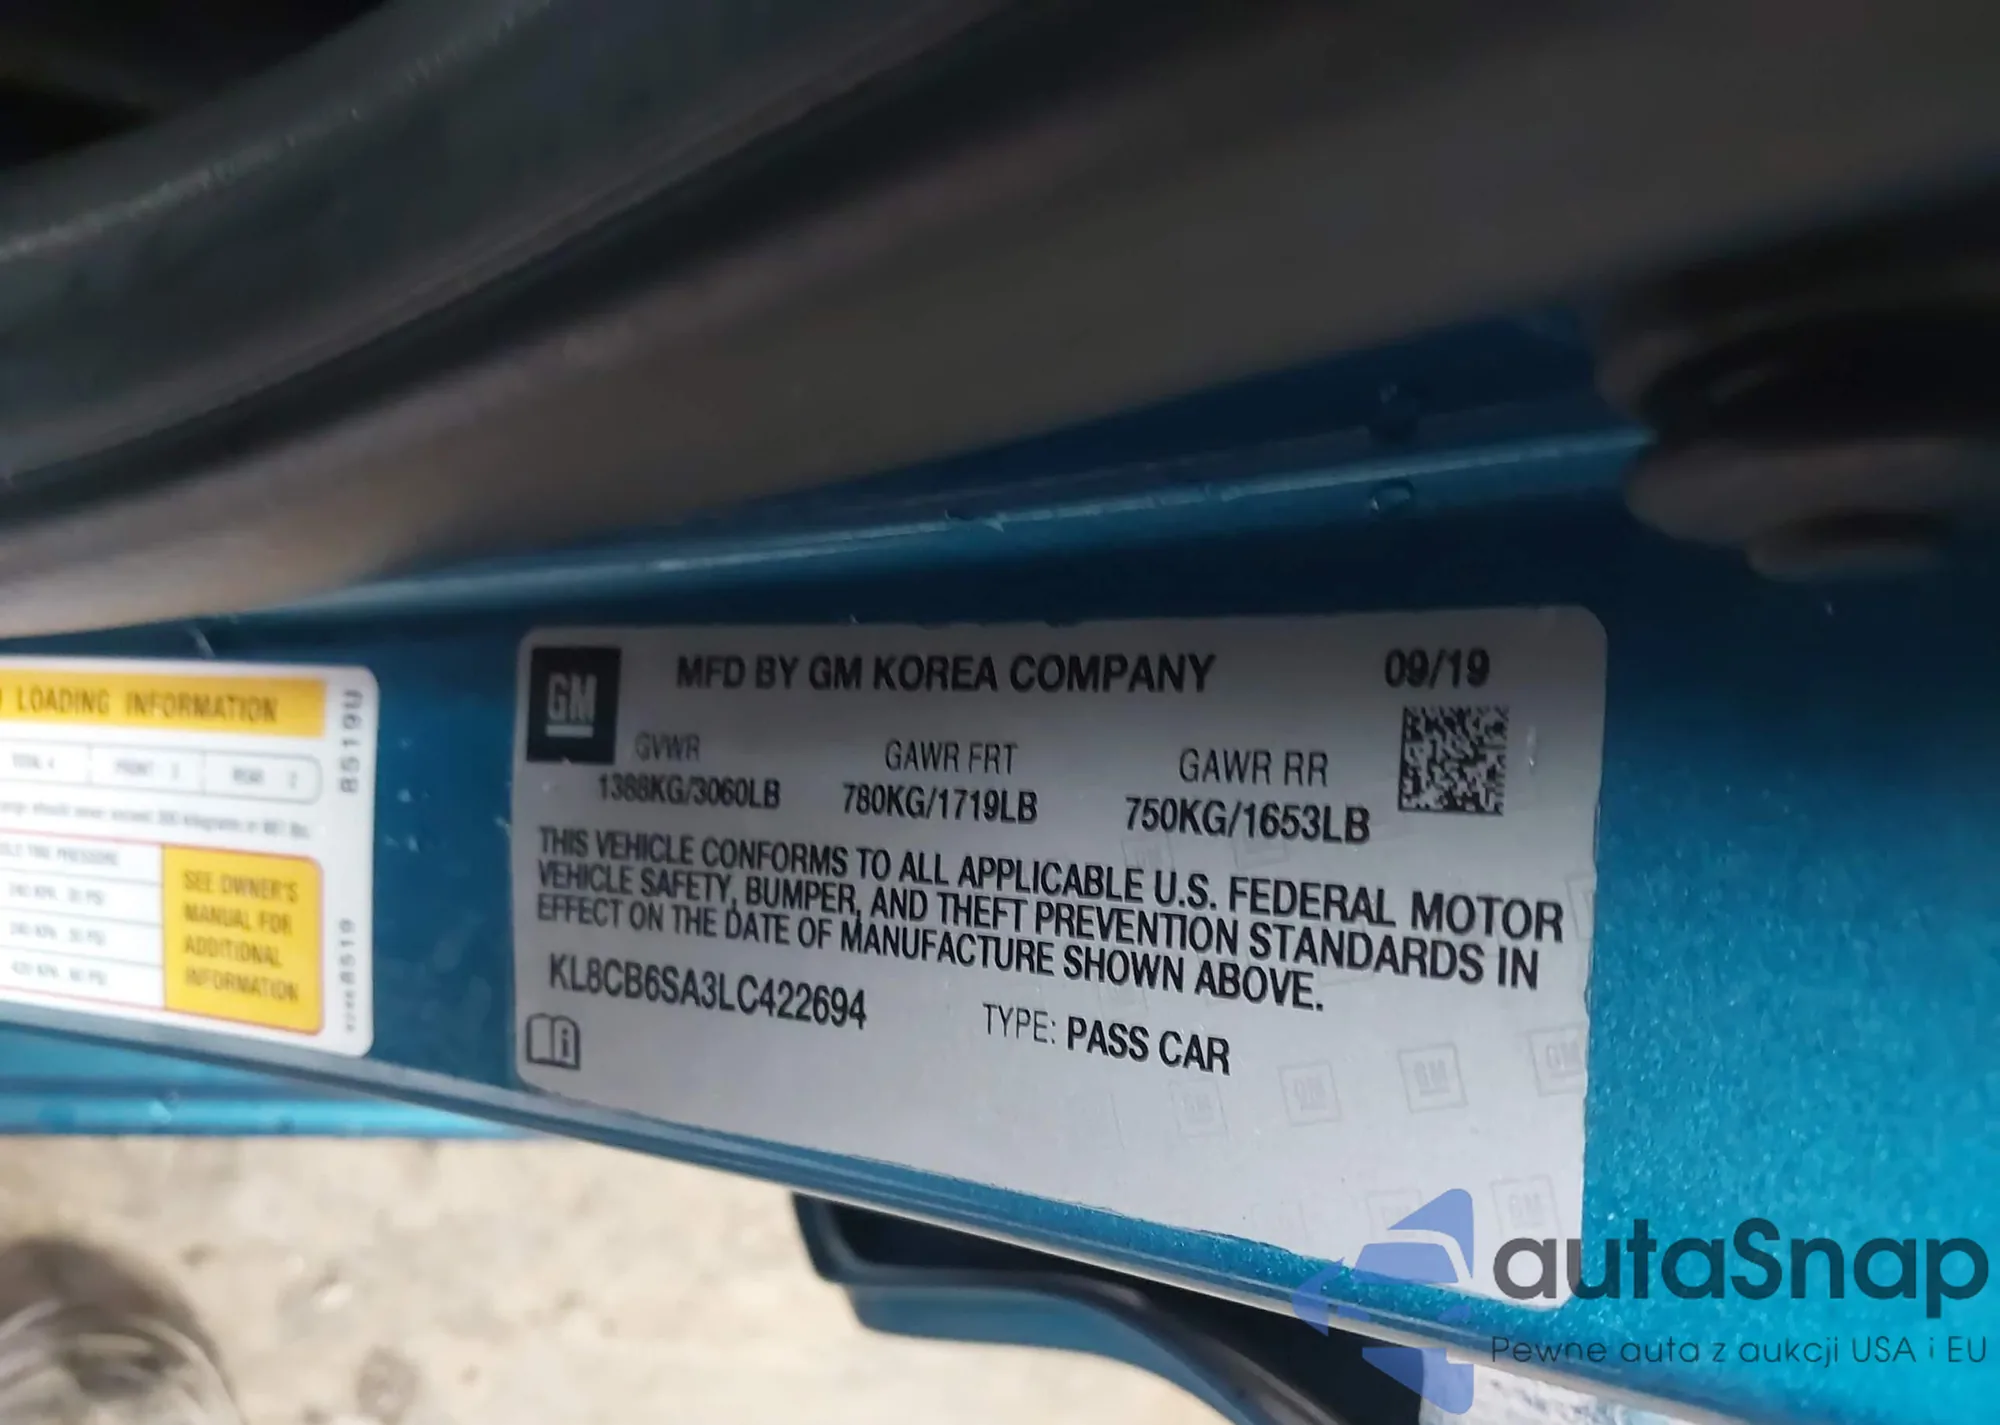 LOADING INFORMATION
B519U
SEE OWNER'S
MANUAL FOR
ADDITIONAL
INFORMATION
B519
GM
MFD BY GM KOREA COMPANY
09/19
GVWR
GAWR FRT
GAWR RR
1388KG/3060LB
780KG/1719LB
750KG/1653LB
THIS VEHICLE CONFORMS TO ALL APPLICABLE U.S. FEDERAL MOTOR
VEHICLE SAFETY, BUMPER, AND THEFT PREVENTION STANDARDS IN
EFFECT ON THE DATE OF MANUFACTURE SHOWN ABOVE.
KL8CB6SA3LC422694
TYPE: PASS CAR
autaSnap
Pewne auta z aukcji USA i EU